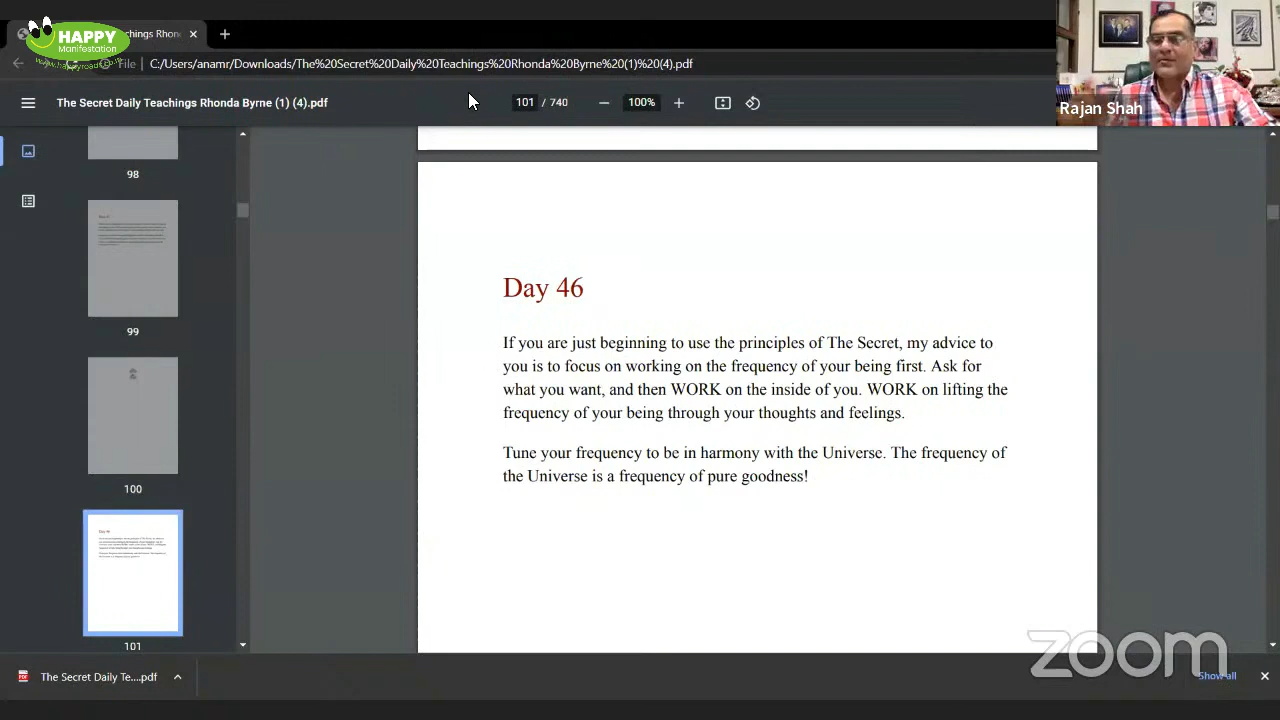 HAPPY
Manifestation
achings Rhon
File
C:/Users/anamr/Downloads/The%20Secret%20Daily%20Teachings%20Rhonda%20Byrne%20(1)%20(4).pdf
The Secret Daily Teachings Rhonda Byrne (1) (4).pdf
101 / 740
100%
Rajan Shah
98
99
100
101
Day 46
If you are just beginning to use the principles of The Secret, my advice to
you is to focus on working on the frequency of your being first. Ask for
what you want, and then WORK on the inside of you. WORK on lifting the
frequency of your being through your thoughts and feelings.
Tune your frequency to be in harmony with the Universe. The frequency of
the Universe is a frequency of pure goodness!
zoom
The Secret Daily Te....pdf
Show all